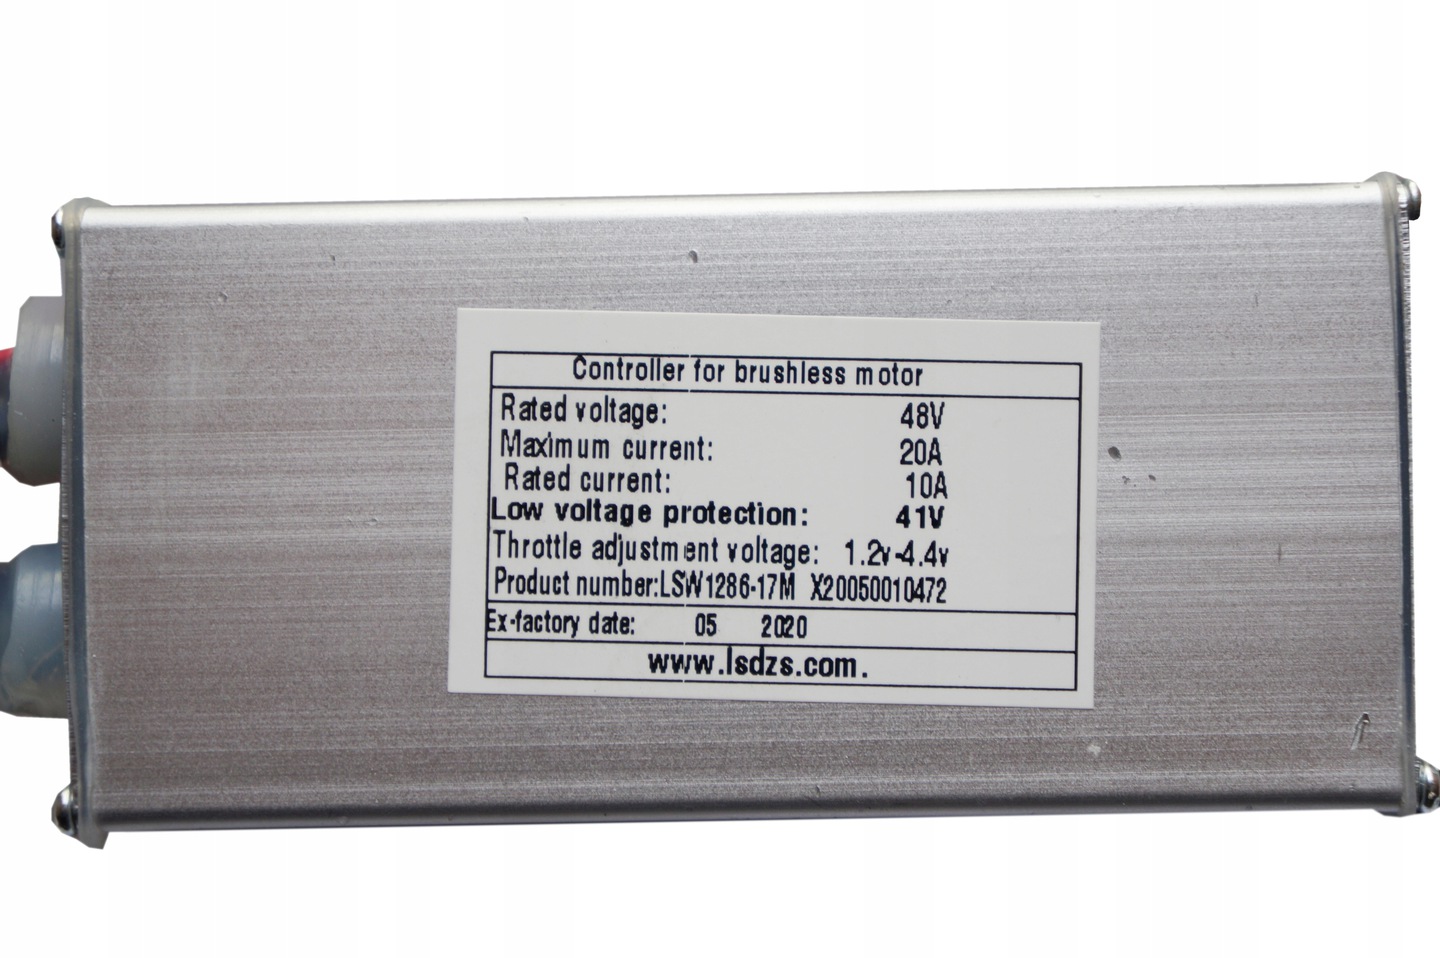 Controller for brushless motor
Rated voltage: 48V
Maximum current: 20A
Rated current: 10A
Low voltage protection: 41V
Throttle adjustment voltage: 1.2v-4.4v
Product number:LSW1286-17M X20050010472
Ex-factory date: 05 2020
www.lsdzs.com.